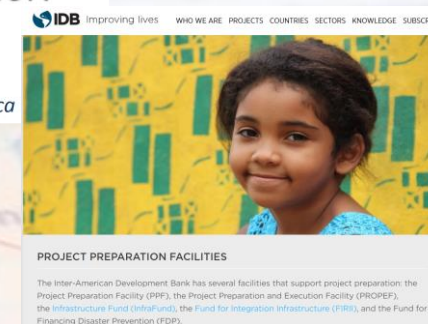 ca
IDB Improving lives WHO WE ARE PROJECTS COUNTRIES SECTORS KNOWLEDGE
PROJECT PREPARATION FACILITIES
The Inter-American Development Bank has several facilities that support project preparation: the
Project Preparation Facility (PPF), the Project Preparation and Execution Facility (PROPEF),
the Infrastructure Fund (InfraFund), the Fund for Integration Infrastructure (FIRII), and the Fund for
Financing Disaster Prevention (FDP).